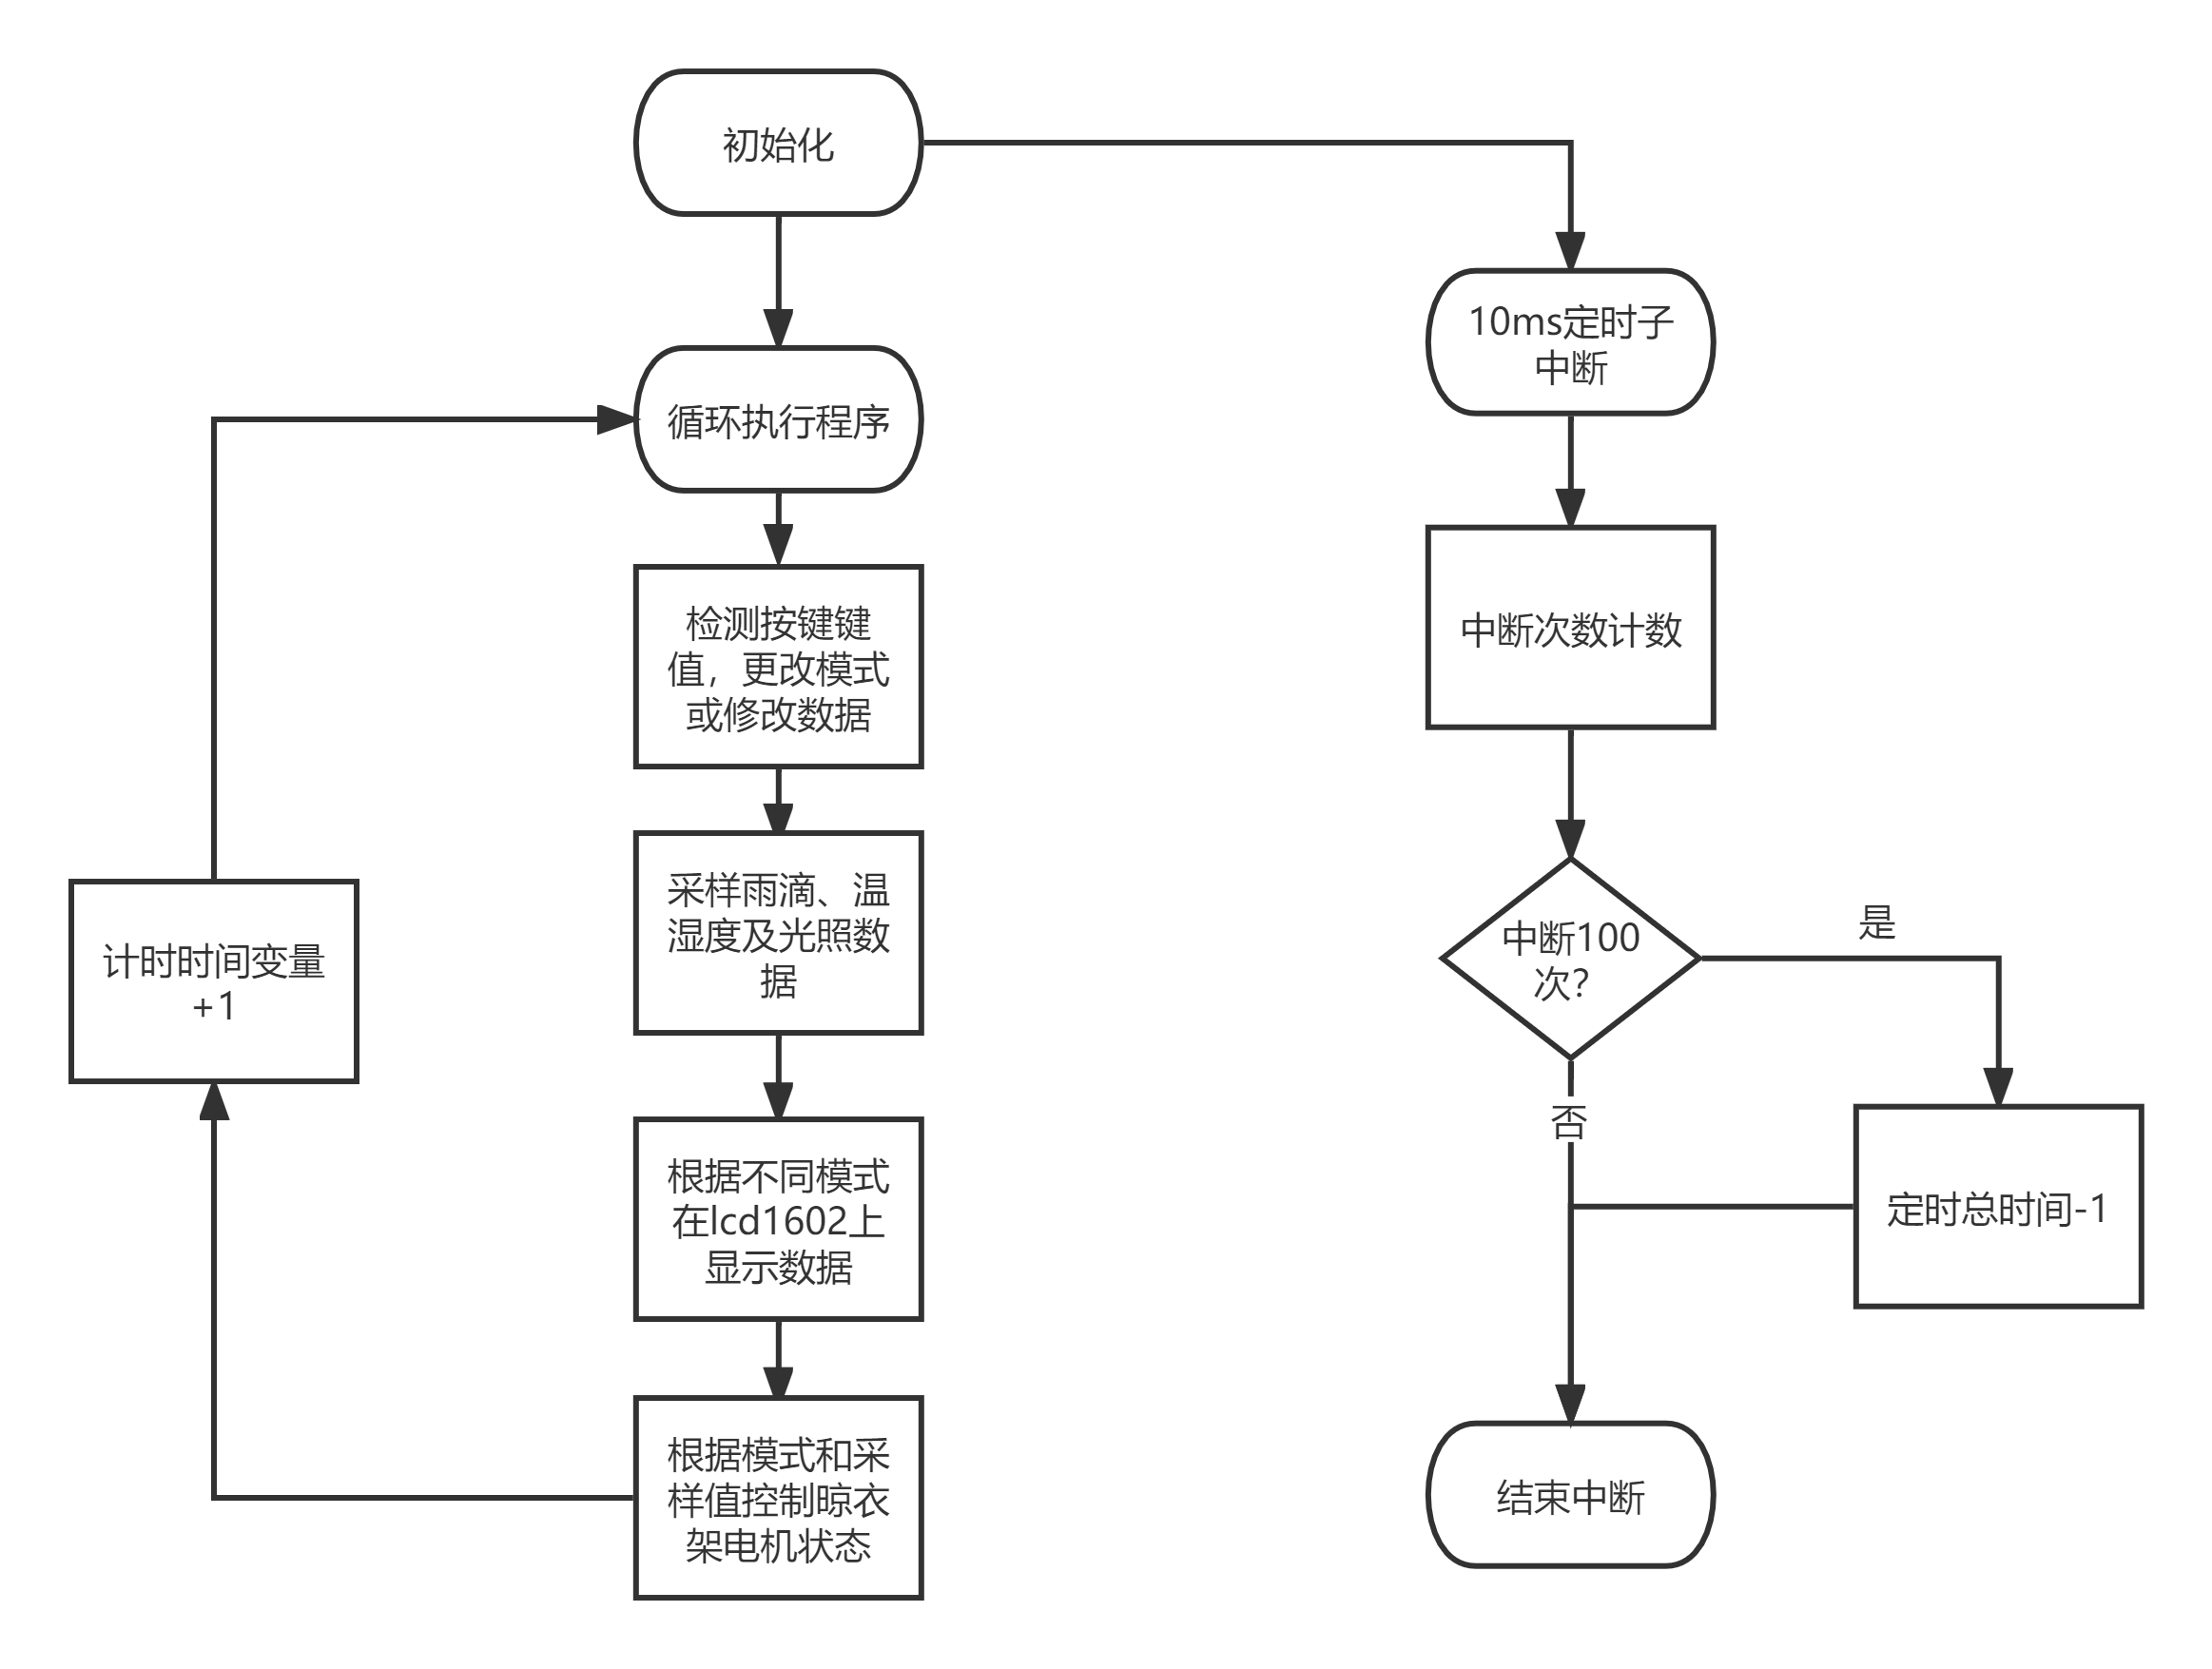 初始化
循环执行程序
检测按键键
值，更改模式
或修改数据
采样雨滴、温
湿度及光照数
据
根据不同模式
在lcd1602上
显示数据
根据模式和采
样值控制晾衣
架电机状态
计时时间变量
+1
10ms定时子
中断
中断次数计数
中断100
次？
是
否
定时总时间-1
结束中断